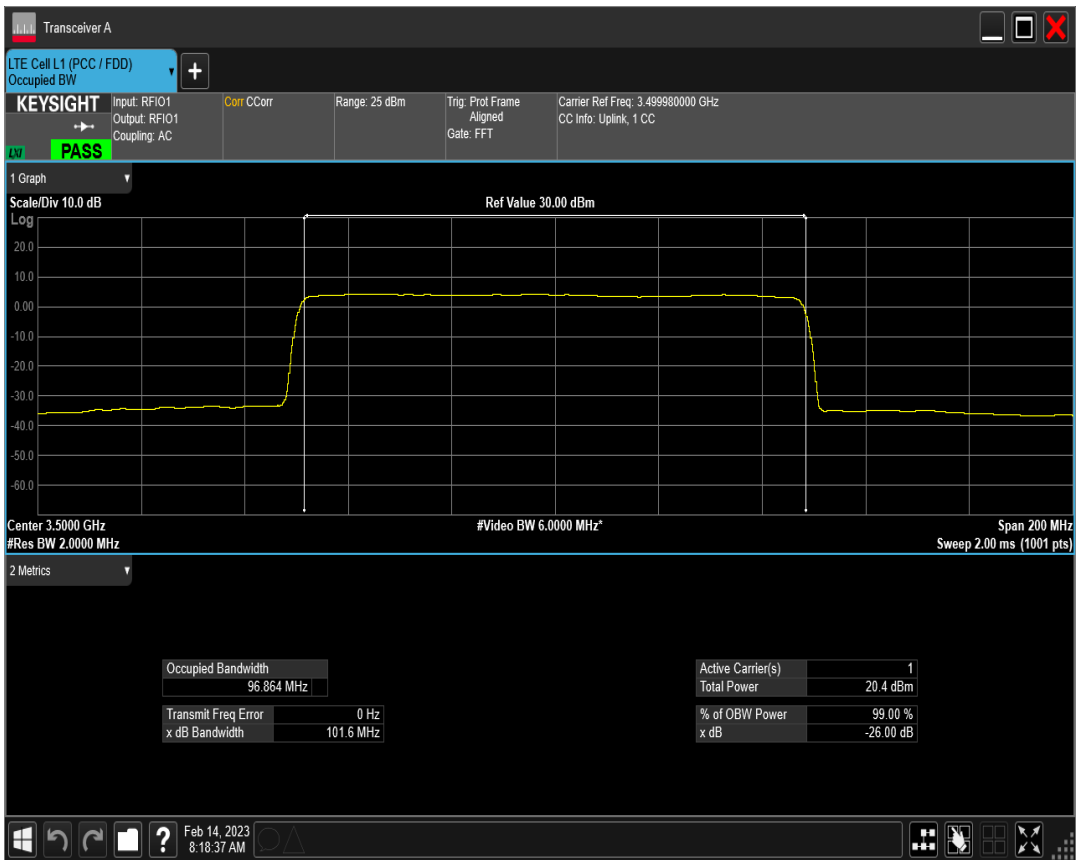 Transceiver A
LTE Cell L1 (PCC / FDD)
Occupied BW
KEYSIGHT
LXI
PASS
Input: RFIO1
Output: RFIO1
Coupling: AC
Corr CCorr
Range: 25 dBm
Trig: Prot Frame
Aligned
Gate: FFT
Carrier Ref Freq: 3.499980000 GHz
CC Info: Uplink, 1 CC
1 Graph
Scale/Div 10.0 dB
Ref Value 30.00 dBm
Log
20.0
10.0
0.00
-10.0
-20.0
-30.0
-40.0
-50.0
-60.0
Center 3.5000 GHz
#Video BW 6.0000 MHz*
Span 200 MHz
#Res BW 2.0000 MHz
Sweep 2.00 ms (1001 pts)
2 Metrics
Occupied Bandwidth
96.864 MHz
Transmit Freq Error 0 Hz
x dB Bandwidth 101.6 MHz
Active Carrier(s) 1
Total Power 20.4 dBm
% of OBW Power 99.00 %
x dB -26.00 dB
?
Feb 14, 2023
8:18:37 AM